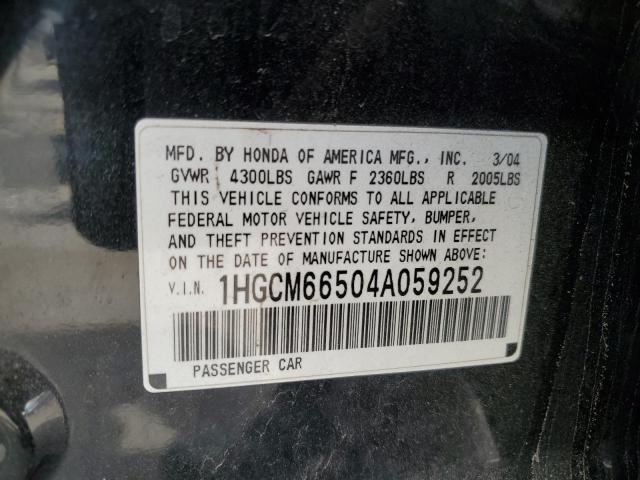 MFD. BY HONDA OF AMERICA MFG., INC. 3/04
GVWR 4300LBS GAWR F 2360LBS R 2005LBS
THIS VEHICLE CONFORMS TO ALL APPLICABLE
FEDERAL MOTOR VEHICLE SAFETY, BUMPER,
AND THEFT PREVENTION STANDARDS IN EFFECT
ON THE DATE OF MANUFACTURE SHOWN ABOVE:
V.I.N. 1HGCM66504A059252
PASSENGER CAR